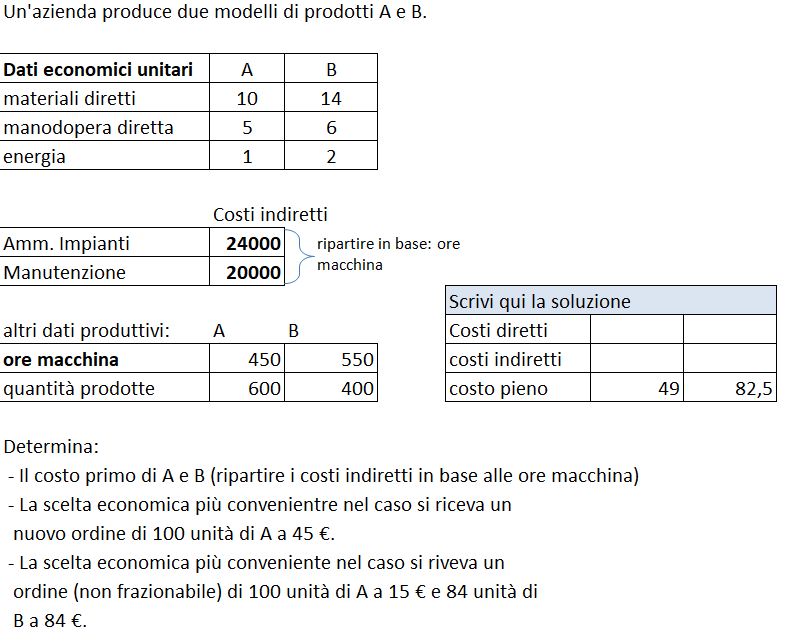 Un'azienda produce due modelli di prodotti A e B.
Dati economici unitari A B
materiali diretti 10 14
manodopera diretta 5 6
energia 1 2
Costi indiretti
Amm. Impianti 24000 ripartire in base: ore
Manutenzione 20000 macchina
Scrivi qui la soluzione
altri dati produttivi: A B Costi diretti
ore macchina 450 550 costi indiretti
quantità prodotte 600 400 costo pieno 49 82,5
Determina:
- Il costo primo di A e B (ripartire i costi indiretti in base alle ore macchina)
- La scelta economica più convenientre nel caso si riceva un
nuovo ordine di 100 unità di A a 45 €.
- La scelta economica più conveniente nel caso si riveva un
ordine (non frazionabile) di 100 unità di A a 15 € e 84 unità di
B a 84 €.